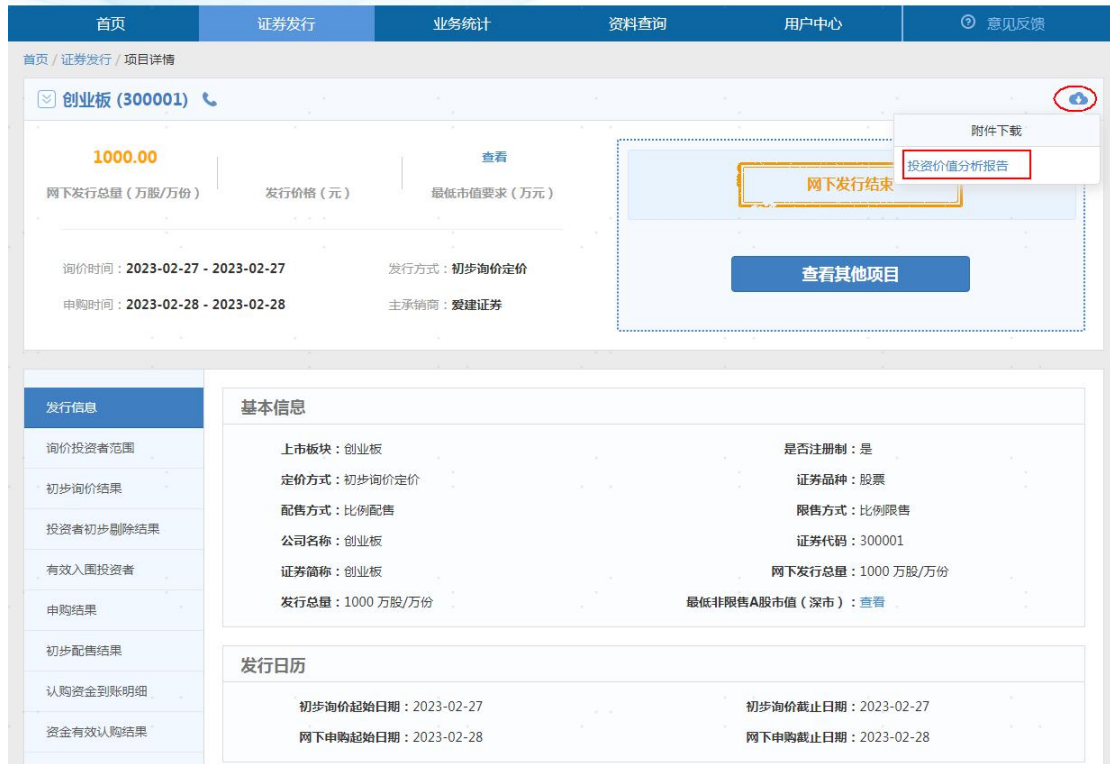 首页 证券发行 业务统计 资料查询 用户中心 意见反馈
首页 / 证券发行 / 项目详情
创业板 (300001)
附件下载
投资价值分析报告
1000.00 查看
网下发行总量（万股/万份） 发行价格（元） 最低市值要求（万元）
网下发行结束
询价时间：2023-02-27 - 2023-02-27 发行方式：初步询价定价
查看其他项目
申购时间：2023-02-28 - 2023-02-28 主承销商：爱建证券
发行信息
询价投资者范围
初步询价结果
投资者初步剔除结果
有效入围投资者
申购结果
初步配售结果
认购资金到账明细
资金有效认购结果
基本信息
上市板块：创业板 是否注册制：是
定价方式：初步询价定价 证券品种：股票
配售方式：比例配售 限售方式：比例限售
公司名称：创业板 证券代码：300001
证券简称：创业板 网下发行总量：1000 万股/万份
发行总量：1000 万股/万份 最低非限售A股市值（深市）：查看
发行日历
初步询价起始日期：2023-02-27 初步询价截止日期：2023-02-27
网下申购起始日期：2023-02-28 网下申购截止日期：2023-02-28